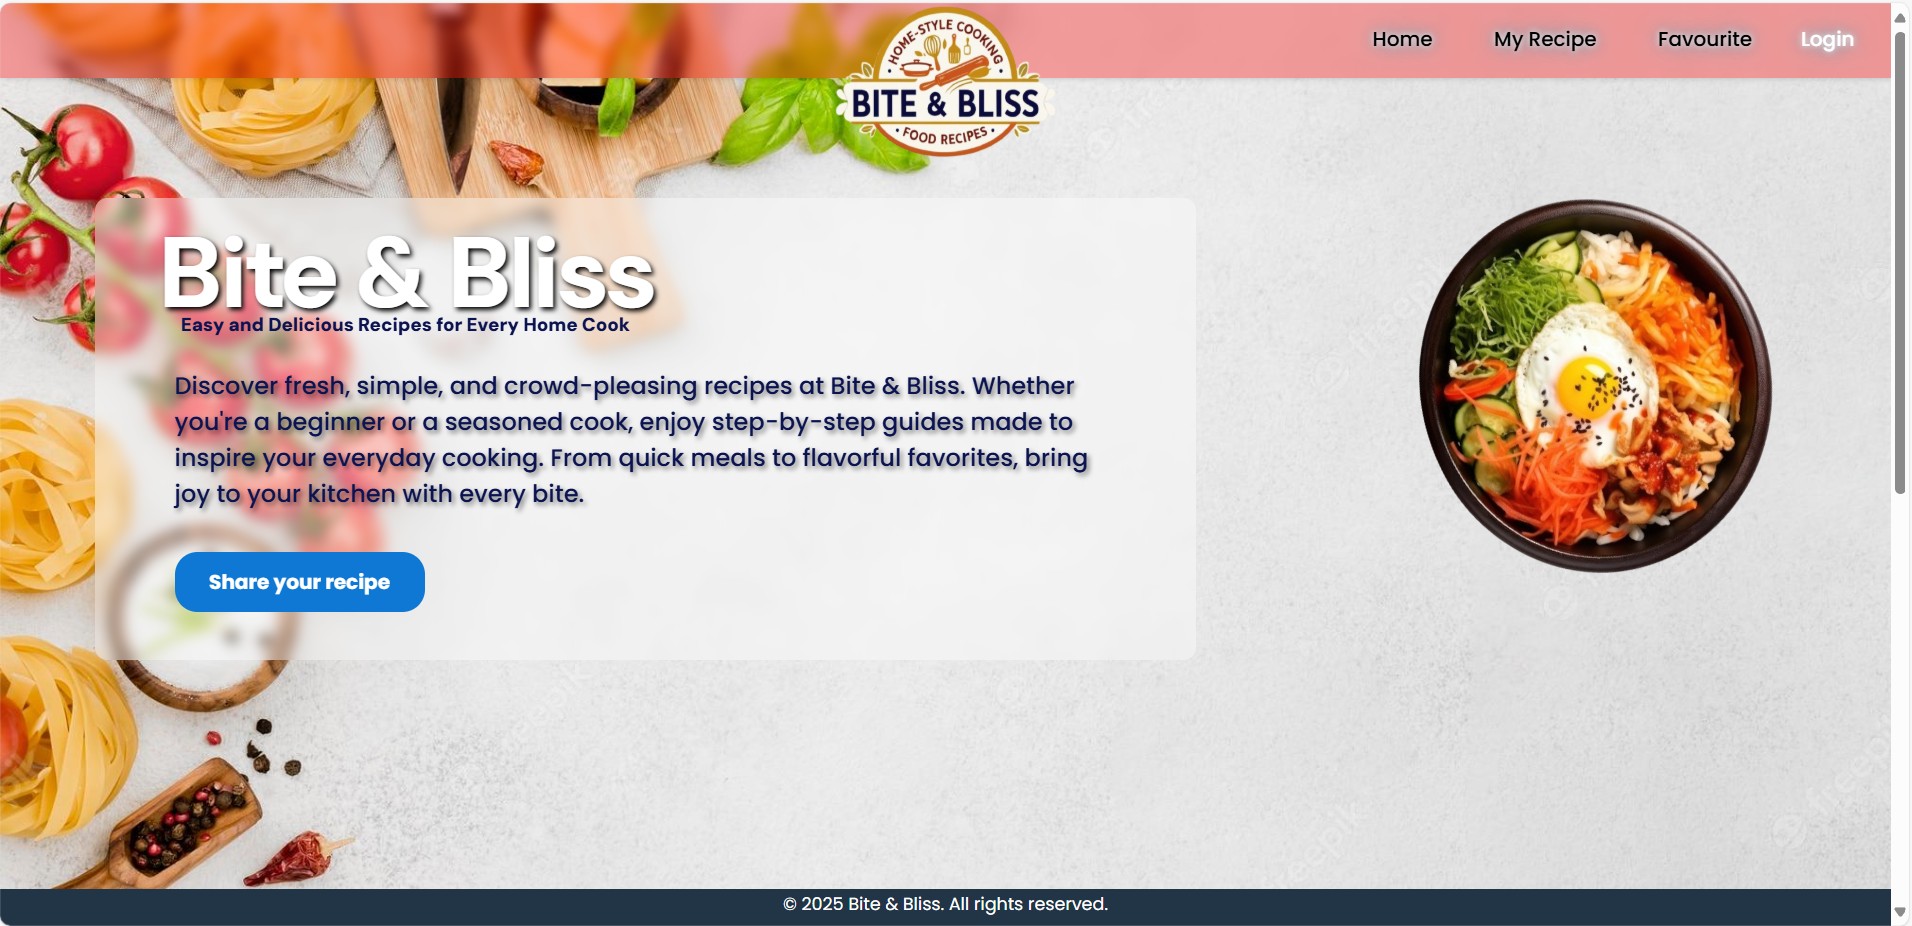 HOME-STYLE COOKING
BITE & BLISS
• FOOD RECIPES •
Home
My Recipe
Favourite
Login
Bite & Bliss
Easy and Delicious Recipes for Every Home Cook
Discover fresh, simple, and crowd-pleasing recipes at Bite & Bliss. Whether
you're a beginner or a seasoned cook, enjoy step-by-step guides made to
inspire your everyday cooking. From quick meals to flavorful favorites, bring
joy to your kitchen with every bite.
Share your recipe
freepik
© 2025 Bite & Bliss. All rights reserved.